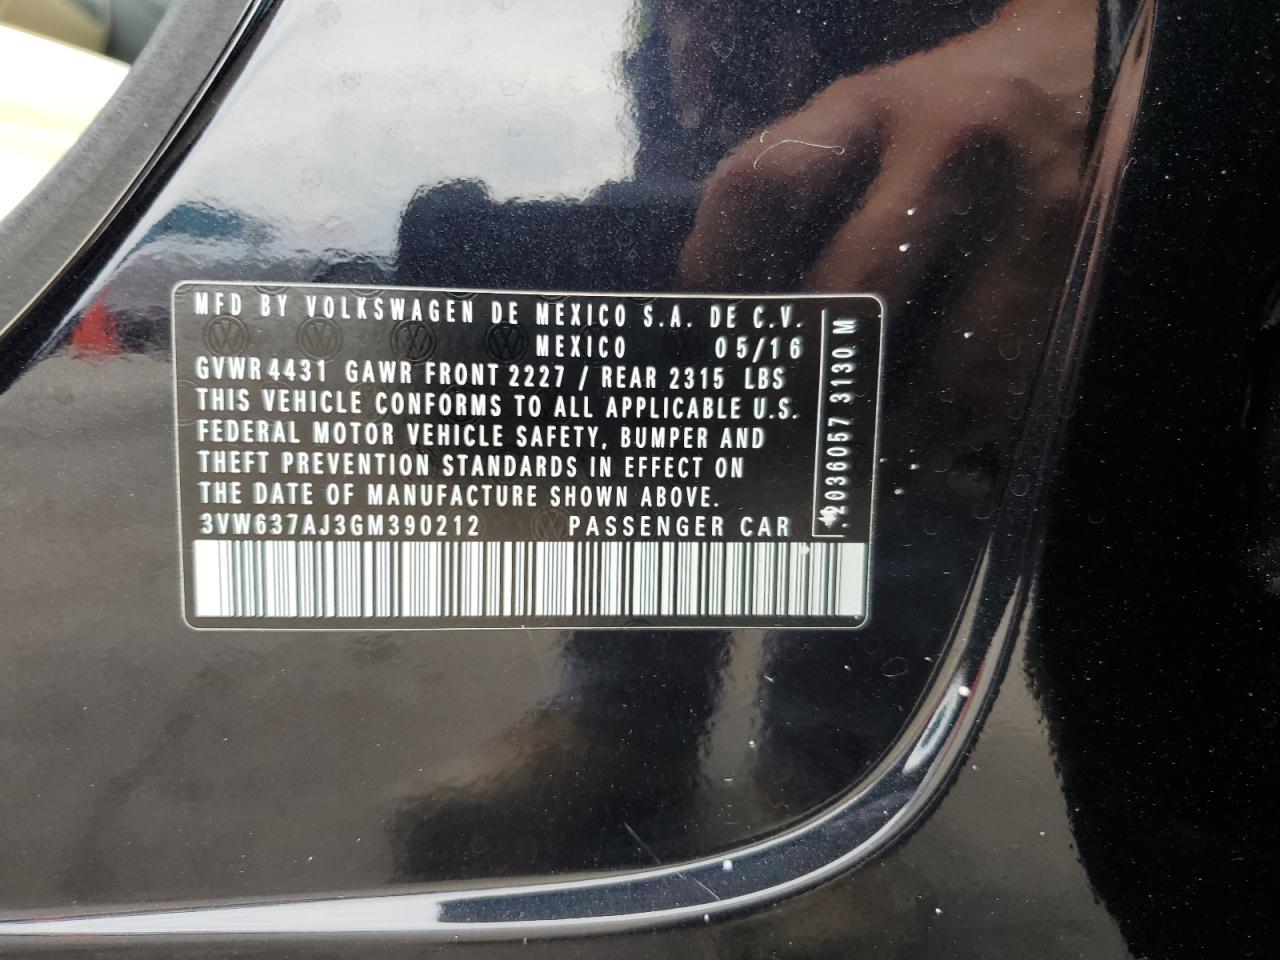 MFD BY VOLKSWAGEN DE MEXICO S.A. DE C.V.
MEXICO 05/16
GVWR 4431 GAWR FRONT 2227 / REAR 2315 LBS
THIS VEHICLE CONFORMS TO ALL APPLICABLE U.S.
FEDERAL MOTOR VEHICLE SAFETY, BUMPER AND
THEFT PREVENTION STANDARDS IN EFFECT ON
THE DATE OF MANUFACTURE SHOWN ABOVE.
3VW637AJ3GM390212 PASSENGER CAR
2036057 3130 M